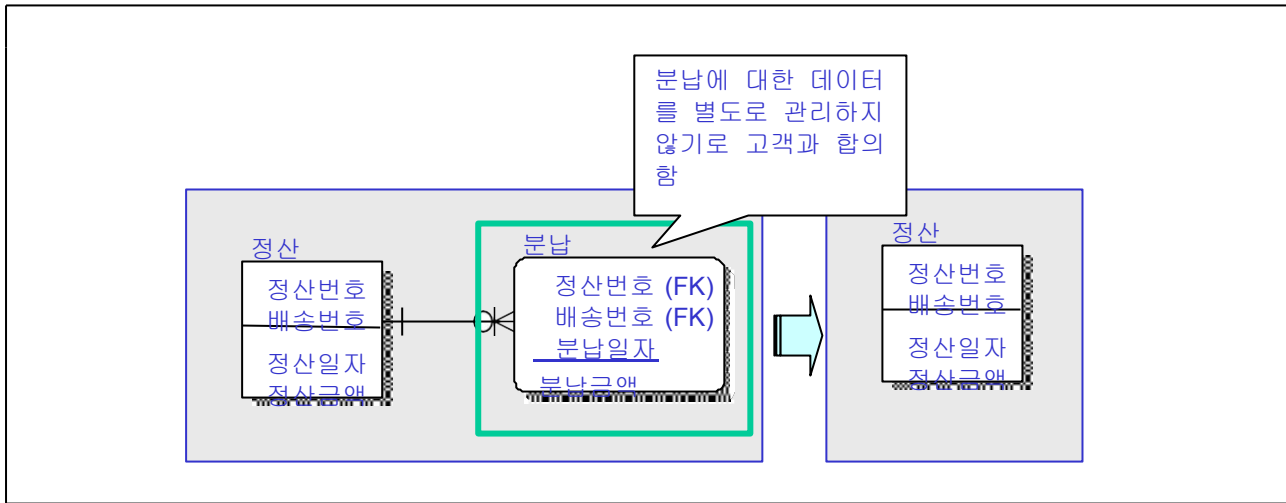 분납에 대한 데이터
를 별도로 관리하지
않기로 고객과 합의
함
정산
정산번호
배송번호
정산일자
정산금액
분납
정산번호 (FK)
배송번호 (FK)
분납일자
분납금액
정산
정산번호
배송번호
정산일자
정산금액